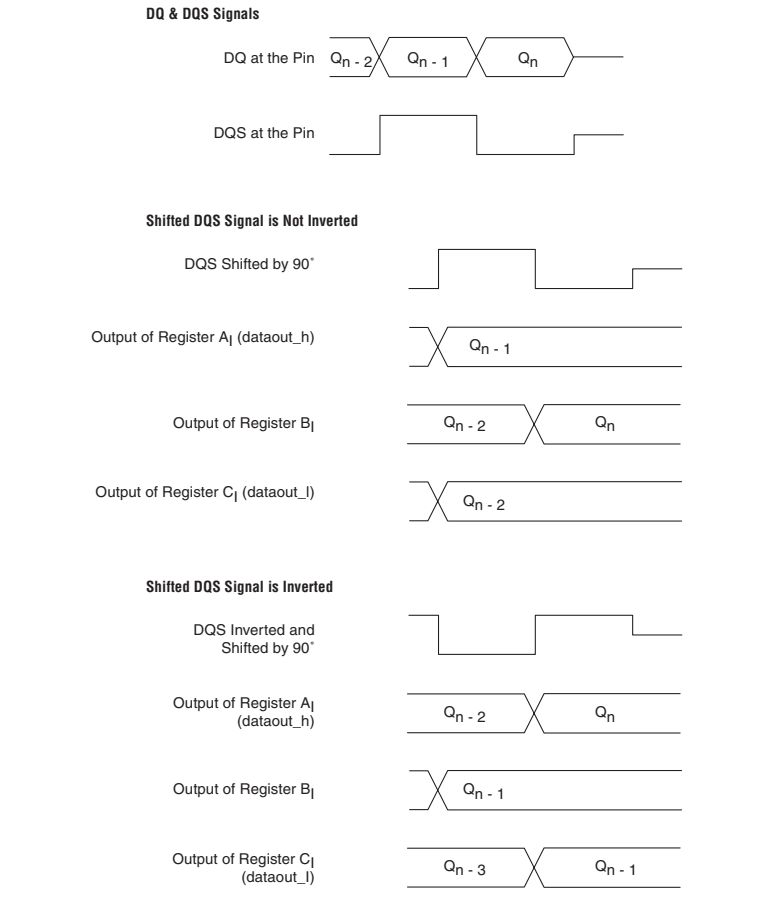 DQ & DQS Signals
DQ at the Pin
Qn - 2
Qn - 1
Qn
DQS at the Pin
Shifted DQS Signal is Not Inverted
DQS Shifted by 90˚
Output of Register AI (dataout_h)
Qn - 1
Output of Register BI
Qn - 2
Qn
Output of Register CI (dataout_l)
Qn - 2
Shifted DQS Signal is Inverted
DQS Inverted and
Shifted by 90˚
Output of Register AI
(dataout_h)
Qn - 2
Qn
Output of Register BI
Qn - 1
Output of Register CI
(dataout_l)
Qn - 3
Qn - 1